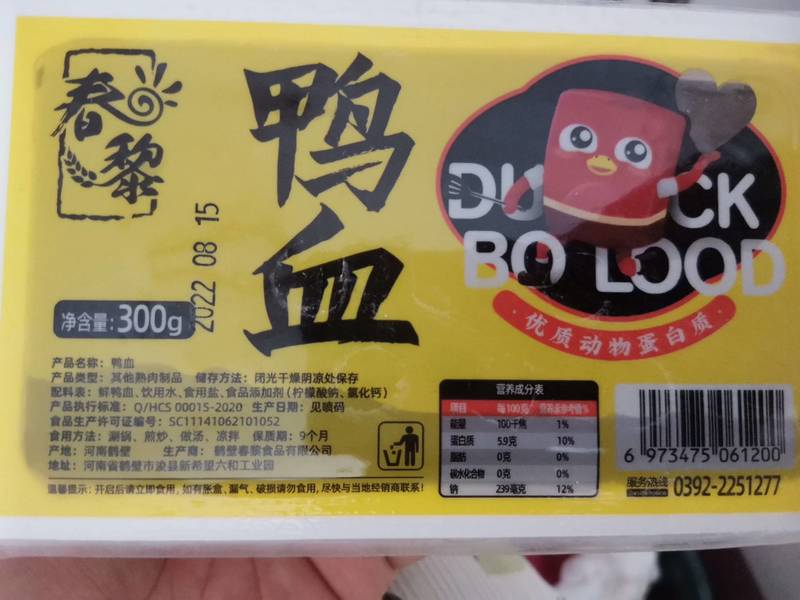 春黎
鸭血
2022 08 15
净含量: 300g
DUCK
BO LOOD
优质动物蛋白质
产品名称: 鸭血
产品类型: 其他熟肉制品 储存方法: 闭光干燥阴凉处保存
配料表: 鲜鸭血、饮用水、食用盐、食品添加剂 (柠檬酸钠、氯化钙)
产品执行标准: Q/HCS 0001S-2020 生产日期: 见喷码
食品生产许可证编号: SC11141062101052
食用方法: 涮锅、煎炒、做汤、凉拌 保质期: 9个月
产地: 河南鹤壁 生产商: 鹤壁春黎食品有限公司
地址: 河南省鹤壁市浚县新希望六和工业园
温馨提示: 开启后请立即食用, 如有胀盒、漏气、破损请勿食用, 尽快与当地经销商联系!
营养成分表
项目 每100克 营养素参考值%
能量 100千焦 1%
蛋白质 5.9克 10%
脂肪 0克 0%
碳水化合物 0克 0%
钠 239毫克 12%
6 973475 061200
服务热线 0392-2251277